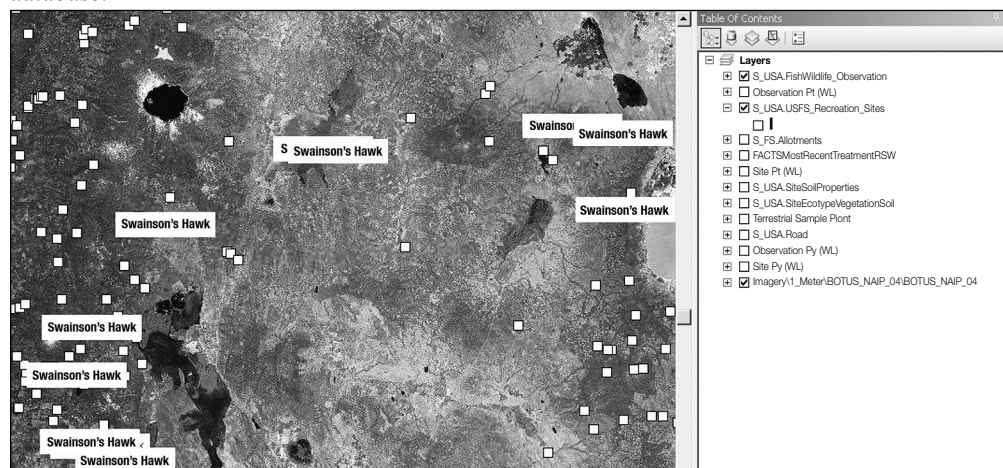 Swainson's Hawk
Swainson's Hawk
Swainson's Hawk
Swainson's Hawk
Swainson's Hawk
Swainson's Hawk
Swainson's Hawk
Swainson's Hawk
Table Of Contents
Layers
S_USA.FishWildlife_Observation
Observation Pt (WL)
S_USA.USFS_Recreation_Sites
S_FS.Allotments
FACTSMostRecentTreatmentRSW
Site Pt (WL)
S_USA.SiteSoilProperties
S_USA.SiteEcotypeVegetationSoil
Terrestrial Sample Piont
S_USA.Road
Observation Py (WL)
Site Py (WL)
Imagery\1_Meter\BOTUS_NAIP_04\BOTUS_NAIP_04